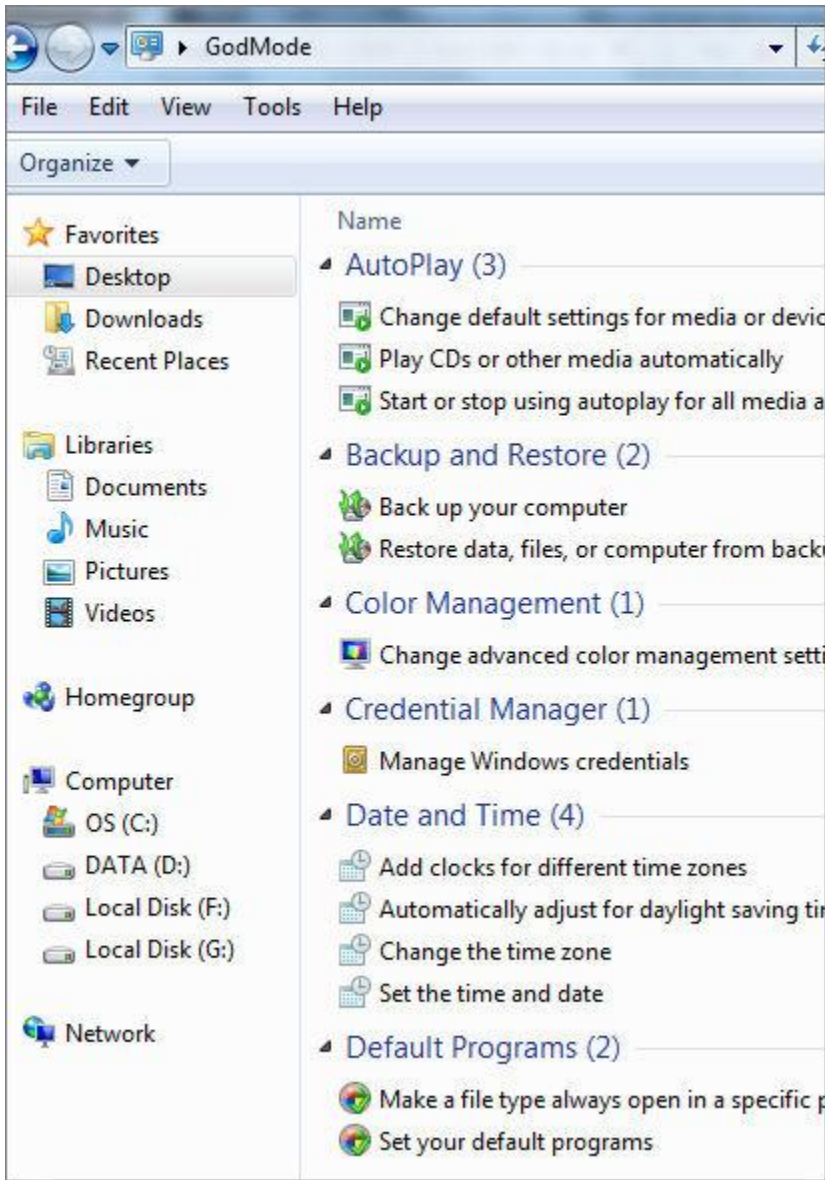 GodMode
File Edit View Tools Help
Organize
Favorites
Desktop
Downloads
Recent Places
Libraries
Documents
Music
Pictures
Videos
Homegroup
Computer
OS (C:)
DATA (D:)
Local Disk (F:)
Local Disk (G:)
Network
Name
AutoPlay (3)
Change default settings for media or devic
Play CDs or other media automatically
Start or stop using autoplay for all media a
Backup and Restore (2)
Back up your computer
Restore data, files, or computer from back
Color Management (1)
Change advanced color management setti
Credential Manager (1)
Manage Windows credentials
Date and Time (4)
Add clocks for different time zones
Automatically adjust for daylight saving ti
Change the time zone
Set the time and date
Default Programs (2)
Make a file type always open in a specific p
Set your default programs